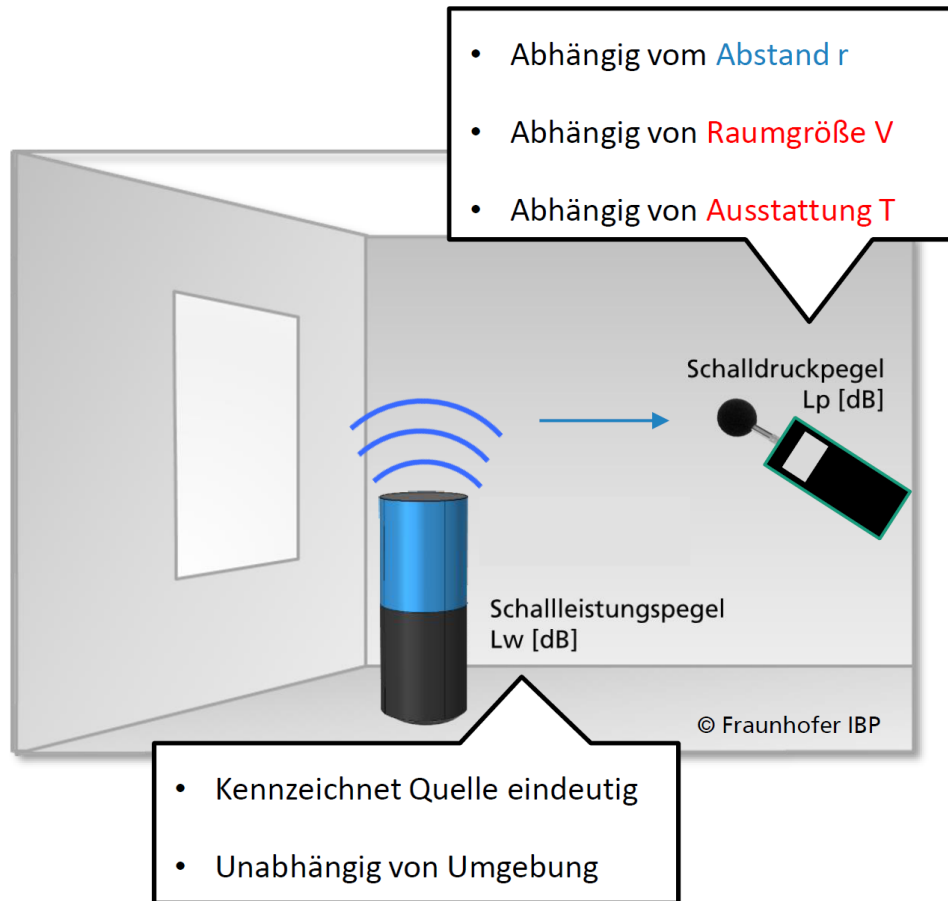 • Abhängig vom Abstand r
• Abhängig von Raumgröße V
• Abhängig von Ausstattung T
Schalldruckpegel
Lp [dB]
Schallleistungspegel
Lw [dB]
© Fraunhofer IBP
• Kennzeichnet Quelle eindeutig
• Unabhängig von Umgebung